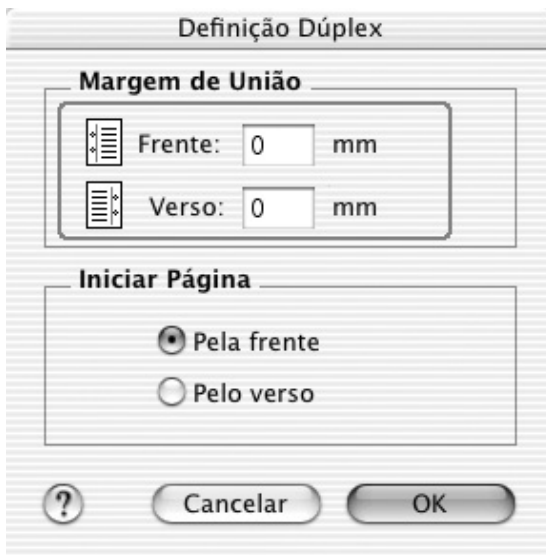 Definição Dúplex
Margem de União
Frente: 0 mm
Verso: 0 mm
Iniciar Página
Pela frente
Pelo verso
? Cancelar OK